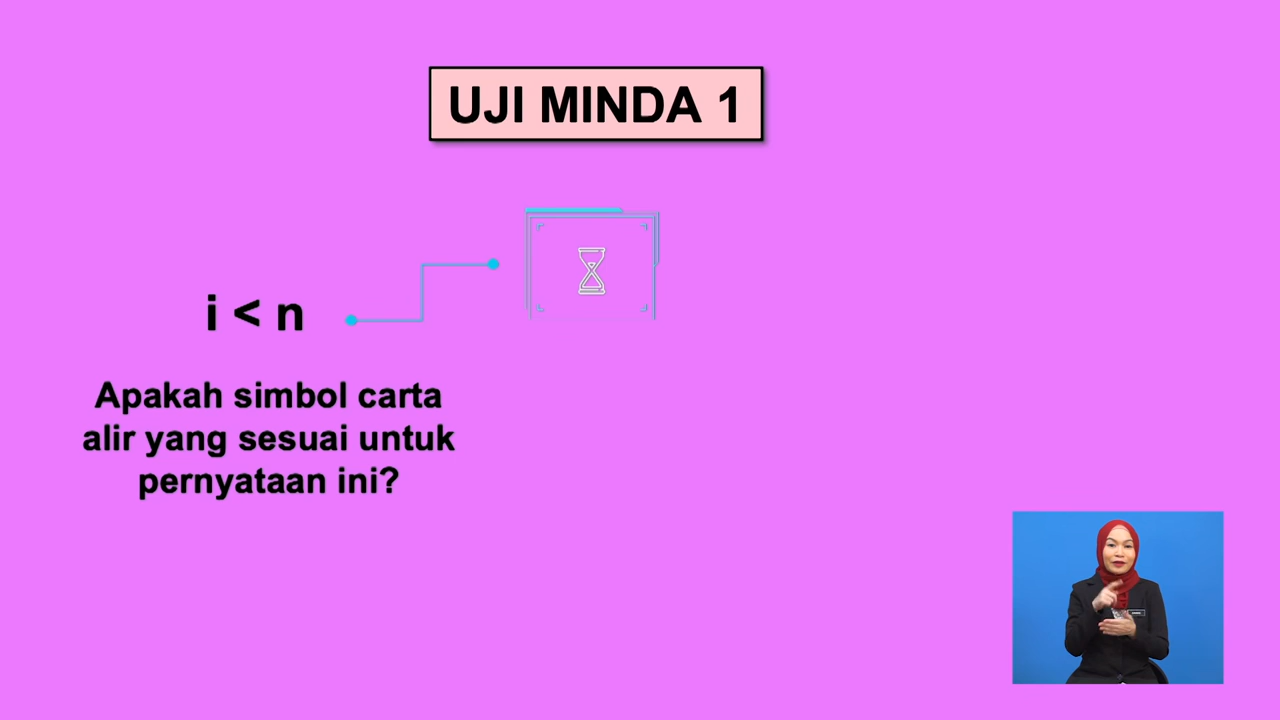 UJI MINDA 1
i < n
Apakah simbol carta
alir yang sesuai untuk
pernyataan ini?